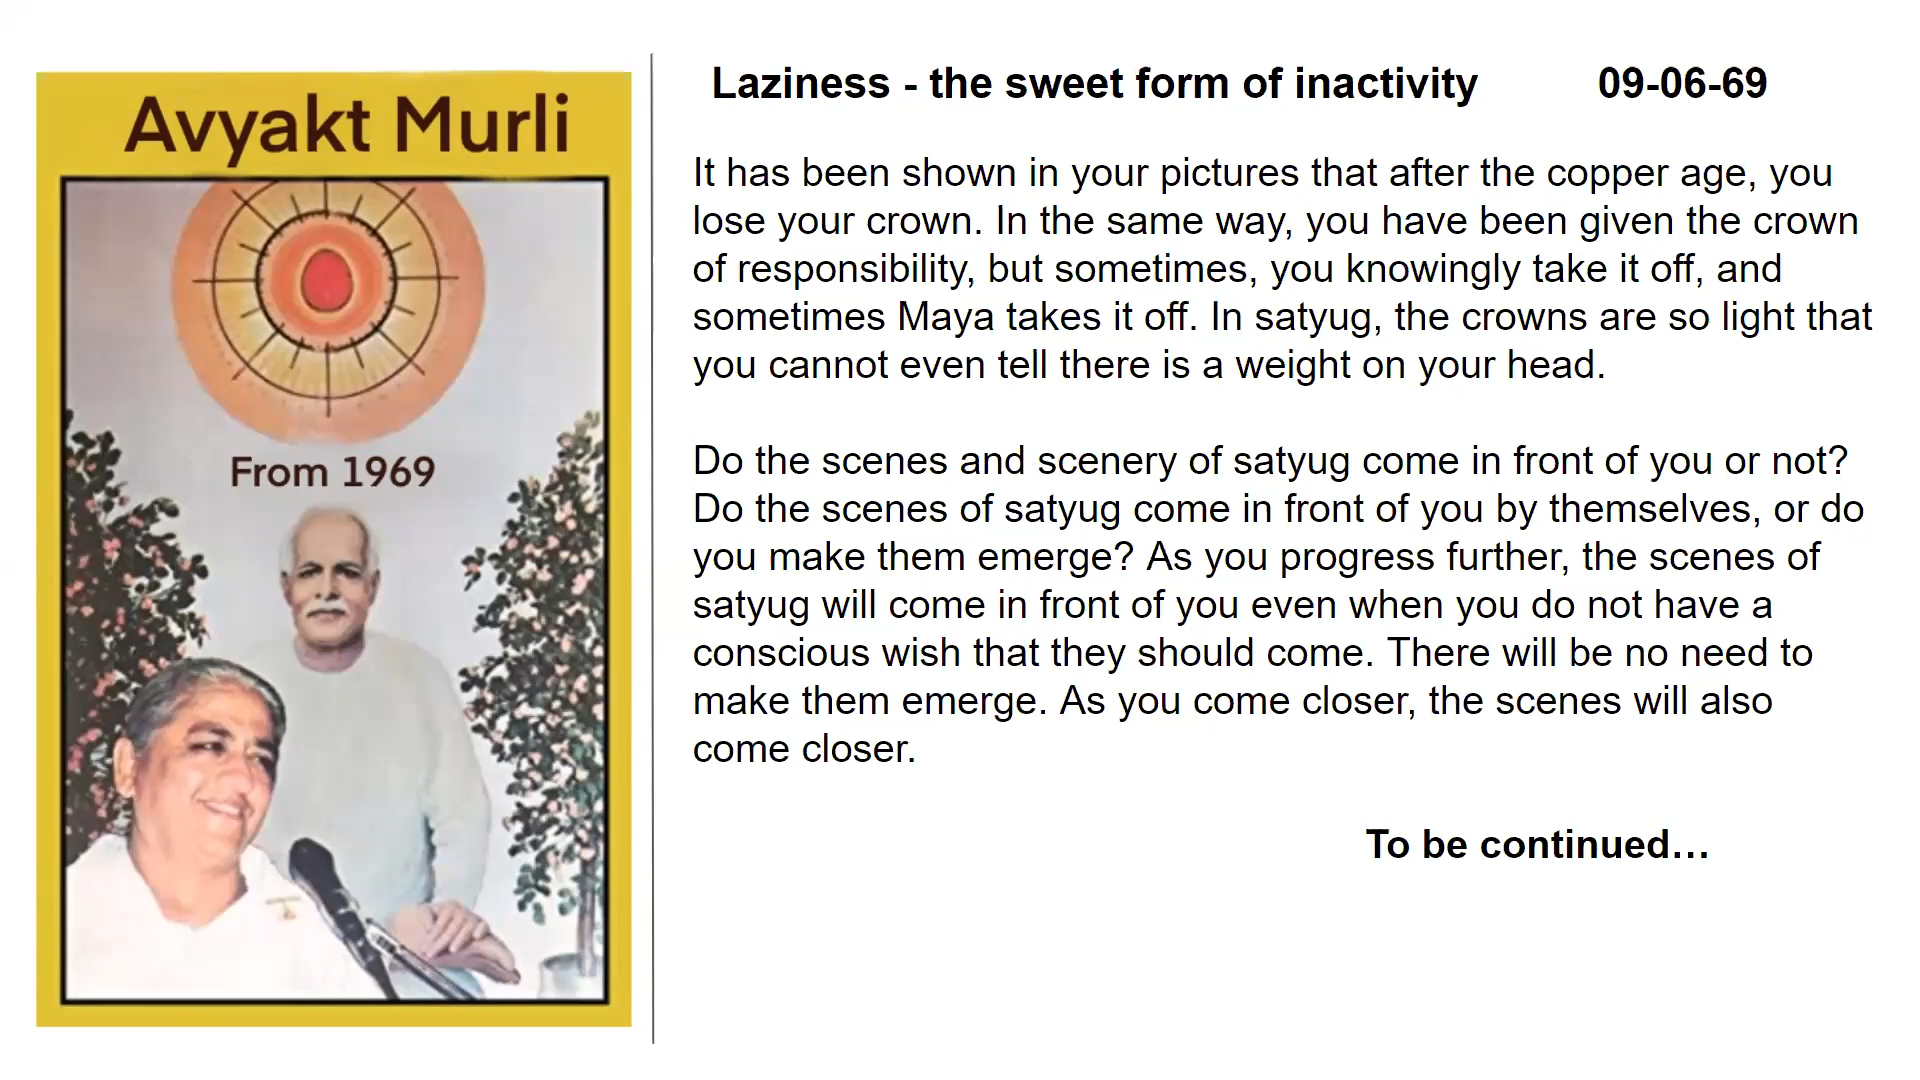 Avyakt Murli
From 1969
Laziness - the sweet form of inactivity 09-06-69
It has been shown in your pictures that after the copper age, you
lose your crown. In the same way, you have been given the crown
of responsibility, but sometimes, you knowingly take it off, and
sometimes Maya takes it off. In satyug, the crowns are so light that
you cannot even tell there is a weight on your head.
Do the scenes and scenery of satyug come in front of you or not?
Do the scenes of satyug come in front of you by themselves, or do
you make them emerge? As you progress further, the scenes of
satyug will come in front of you even when you do not have a
conscious wish that they should come. There will be no need to
make them emerge. As you come closer, the scenes will also
come closer.
To be continued…